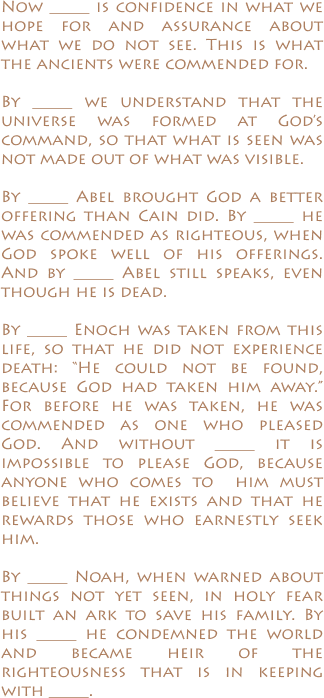 Now _____ is confidence in what we
hope for and assurance about
what we do not see. This is what
the ancients were commended for.
By _____ we understand that the
universe was formed at God's
command, so that what is seen was
not made out of what was visible.
By _____ Abel brought God a better
offering than Cain did. By _____ he
was commended as righteous, when
God spoke well of his offerings.
And by _____ Abel still speaks, even
though he is dead.
By _____ Enoch was taken from this
life, so that he did not experience
death: "He could not be found,
because God had taken him away."
For before he was taken, he was
commended as one who pleased
God. And without _____ it is
impossible to please God, because
anyone who comes to him must
believe that he exists and that he
rewards those who earnestly seek
him.
By _____ Noah, when warned about
things not yet seen, in holy fear
built an ark to save his family. By
his _____ he condemned the world
and became heir of the
righteousness that is in keeping
with _____.